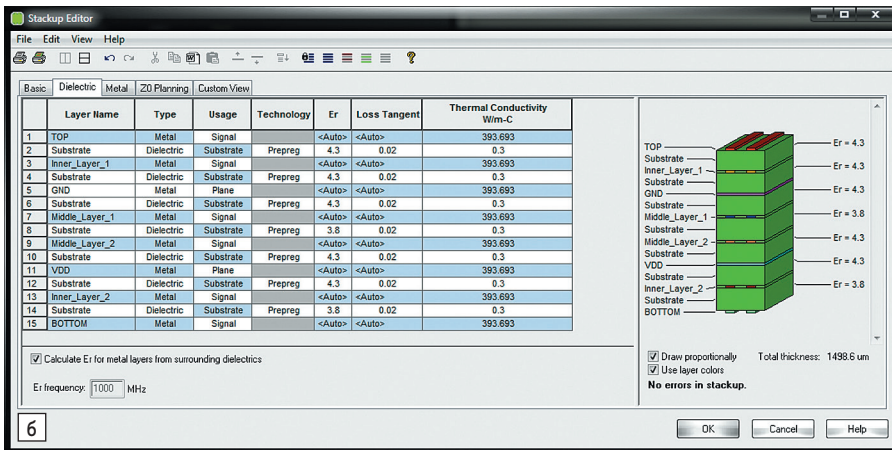 Stackup Editor
File Edit View Help
Basic Dielectric Metal Z0 Planning Custom View
Layer Name Type Usage Technology Er Loss Tangent Thermal Conductivity W/m-C
1 TOP Metal Signal <Auto> <Auto> 393.693
2 Substrate Dielectric Substrate Prepreg 4.3 0.02 0.3
3 Inner_Layer_1 Metal Signal <Auto> <Auto> 393.693
4 Substrate Dielectric Substrate Prepreg 4.3 0.02 0.3
5 GND Metal Plane <Auto> <Auto> 393.693
6 Substrate Dielectric Substrate Prepreg 4.3 0.02 0.3
7 Middle_Layer_1 Metal Signal <Auto> <Auto> 393.693
8 Substrate Dielectric Substrate Prepreg 3.8 0.02 0.3
9 Middle_Layer_2 Metal Signal <Auto> <Auto> 393.693
10 Substrate Dielectric Substrate Prepreg 4.3 0.02 0.3
11 VDD Metal Plane <Auto> <Auto> 393.693
12 Substrate Dielectric Substrate Prepreg 4.3 0.02 0.3
13 Inner_Layer_2 Metal Signal <Auto> <Auto> 393.693
14 Substrate Dielectric Substrate Prepreg 3.8 0.02 0.3
15 BOTTOM Metal Signal <Auto> <Auto> 393.693
Calculate Er for metal layers from surrounding dielectrics
Er frequency: 1000 MHz
TOP
Er = 4.3
Substrate
Inner_Layer_1
Er = 4.3
Substrate
GND
Er = 4.3
Substrate
Middle_Layer_1
Er = 3.8
Substrate
Middle_Layer_2
Er = 4.3
Substrate
VDD
Er = 4.3
Substrate
Inner_Layer_2
Er = 3.8
Substrate
BOTTOM
Draw proportionally Total thickness: 1498.6 um
Use layer colors
No errors in stackup.
б
OK Cancel Help